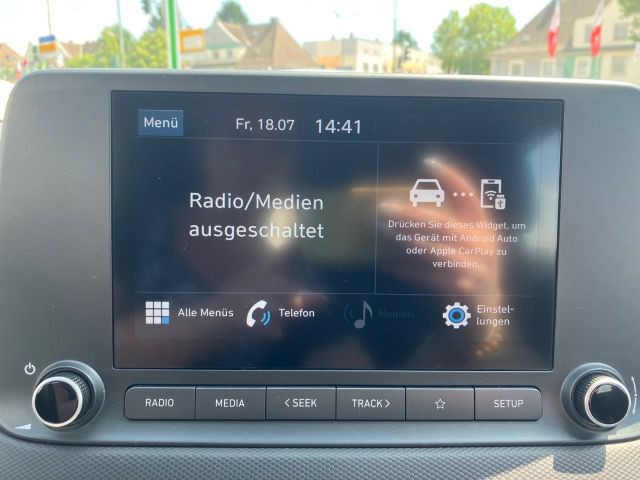 Menü
Fr, 18.07 14:41
Radio/Medien
ausgeschaltet
Drücken Sie dieses Widget, um
das Gerät mit Android Auto
oder Apple CarPlay zu
verbinden.
Alle Menüs
Telefon
Medien
Einstel-
lungen
RADIO
MEDIA
< SEEK
TRACK >
SETUP